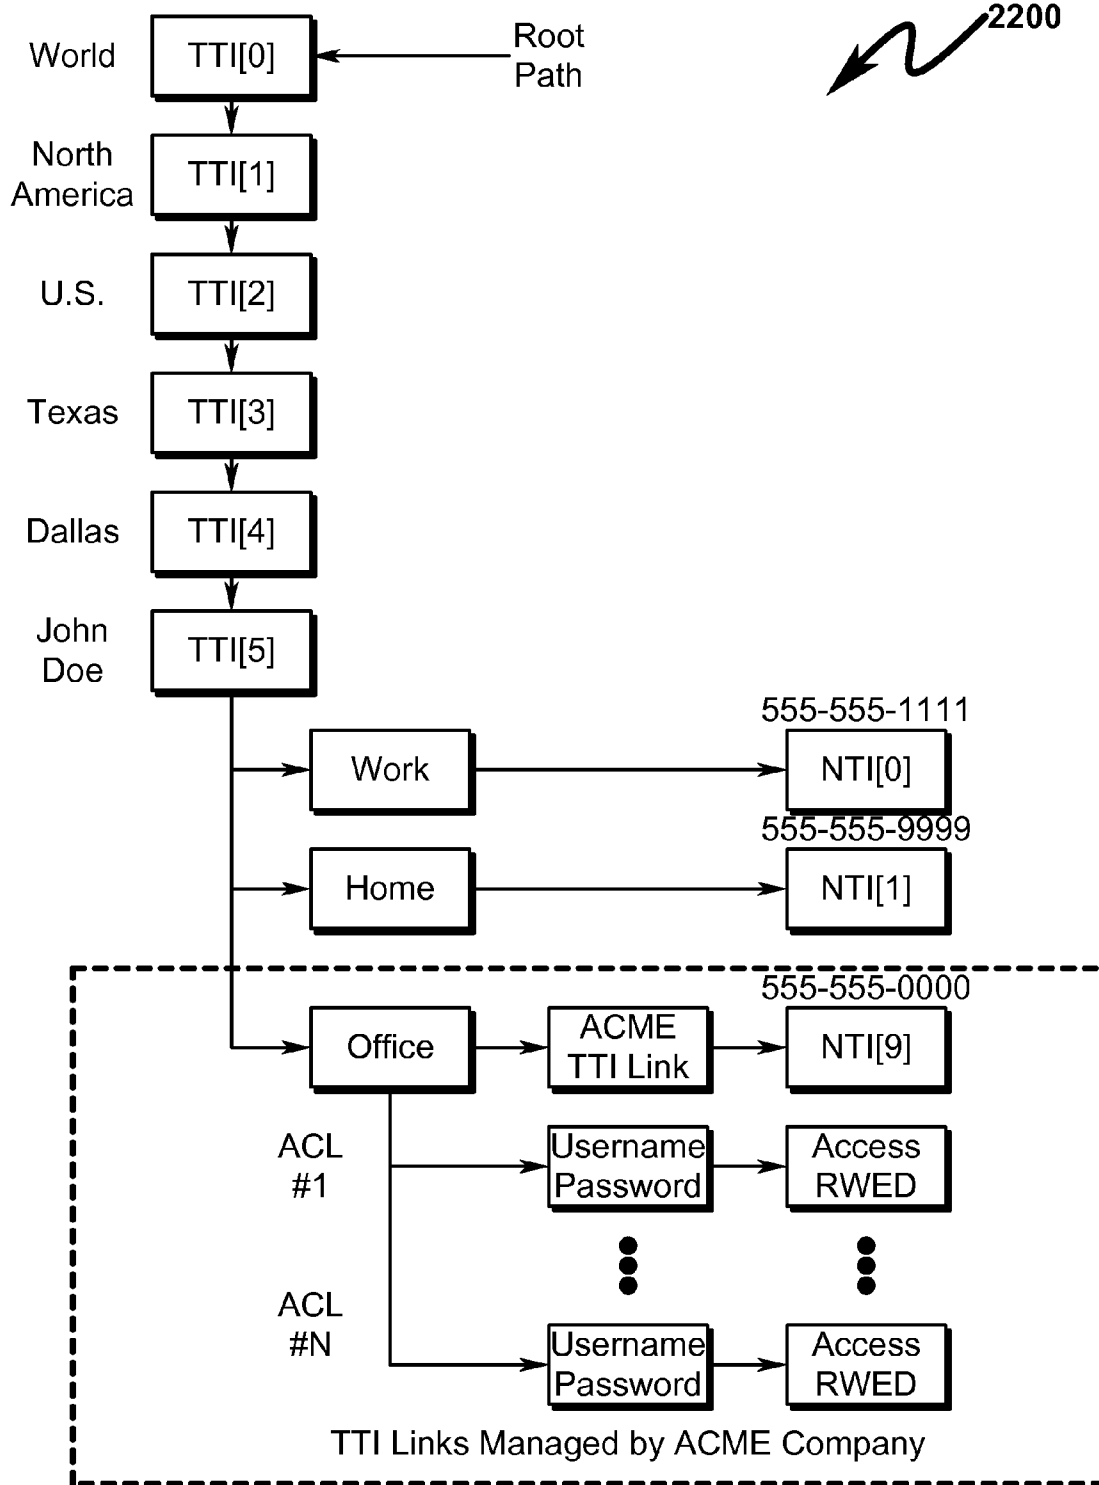 2200
World
TTI[0]
Root
Path
North
America
TTI[1]
U.S.
TTI[2]
Texas
TTI[3]
Dallas
TTI[4]
John
Doe
TTI[5]
555-555-1111
Work
NTI[0]
555-555-9999
Home
NTI[1]
555-555-0000
Office
ACME
TTI Link
NTI[9]
ACL
#1
Username
Password
Access
RWED
ACL
#N
Username
Password
Access
RWED
TTI Links Managed by ACME Company